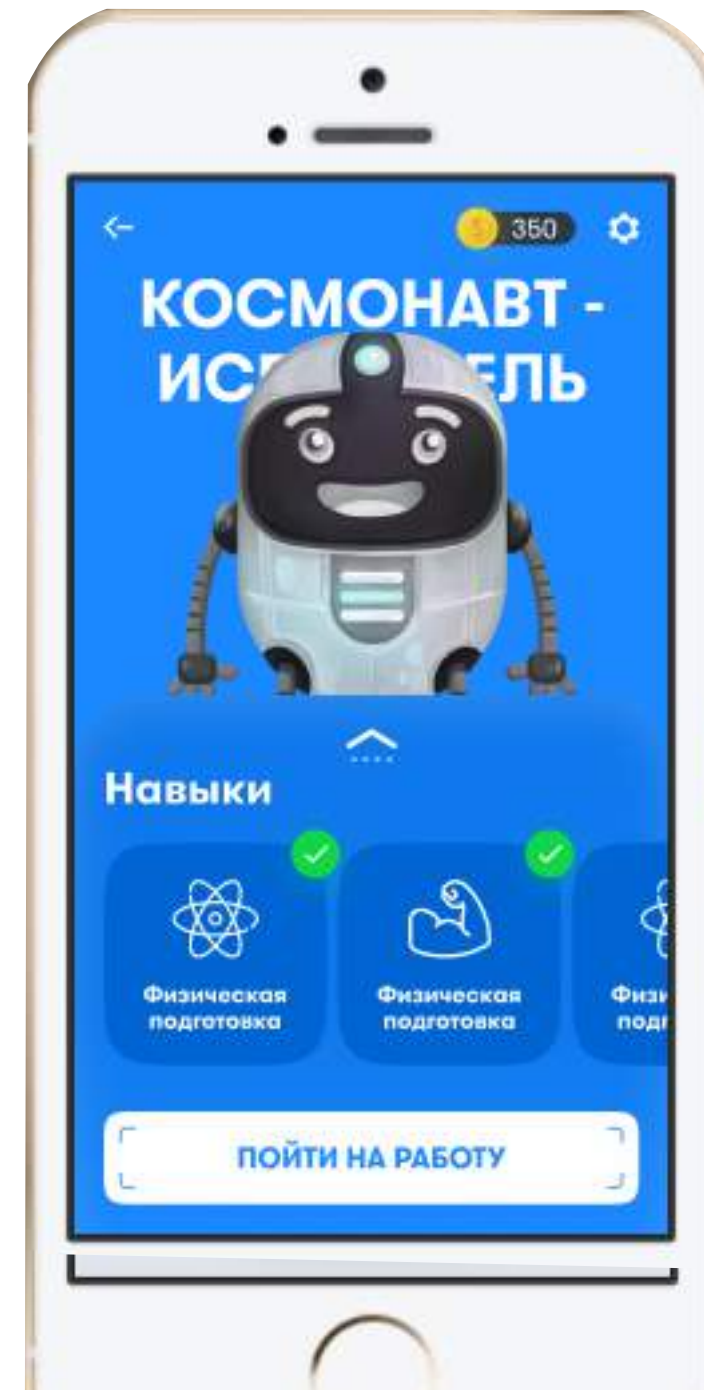 350
КОСМОНАВТ -
Навыки
Физическая
подготовка
Физическая
подготовка
ПОЙТИ НА РАБОТУ